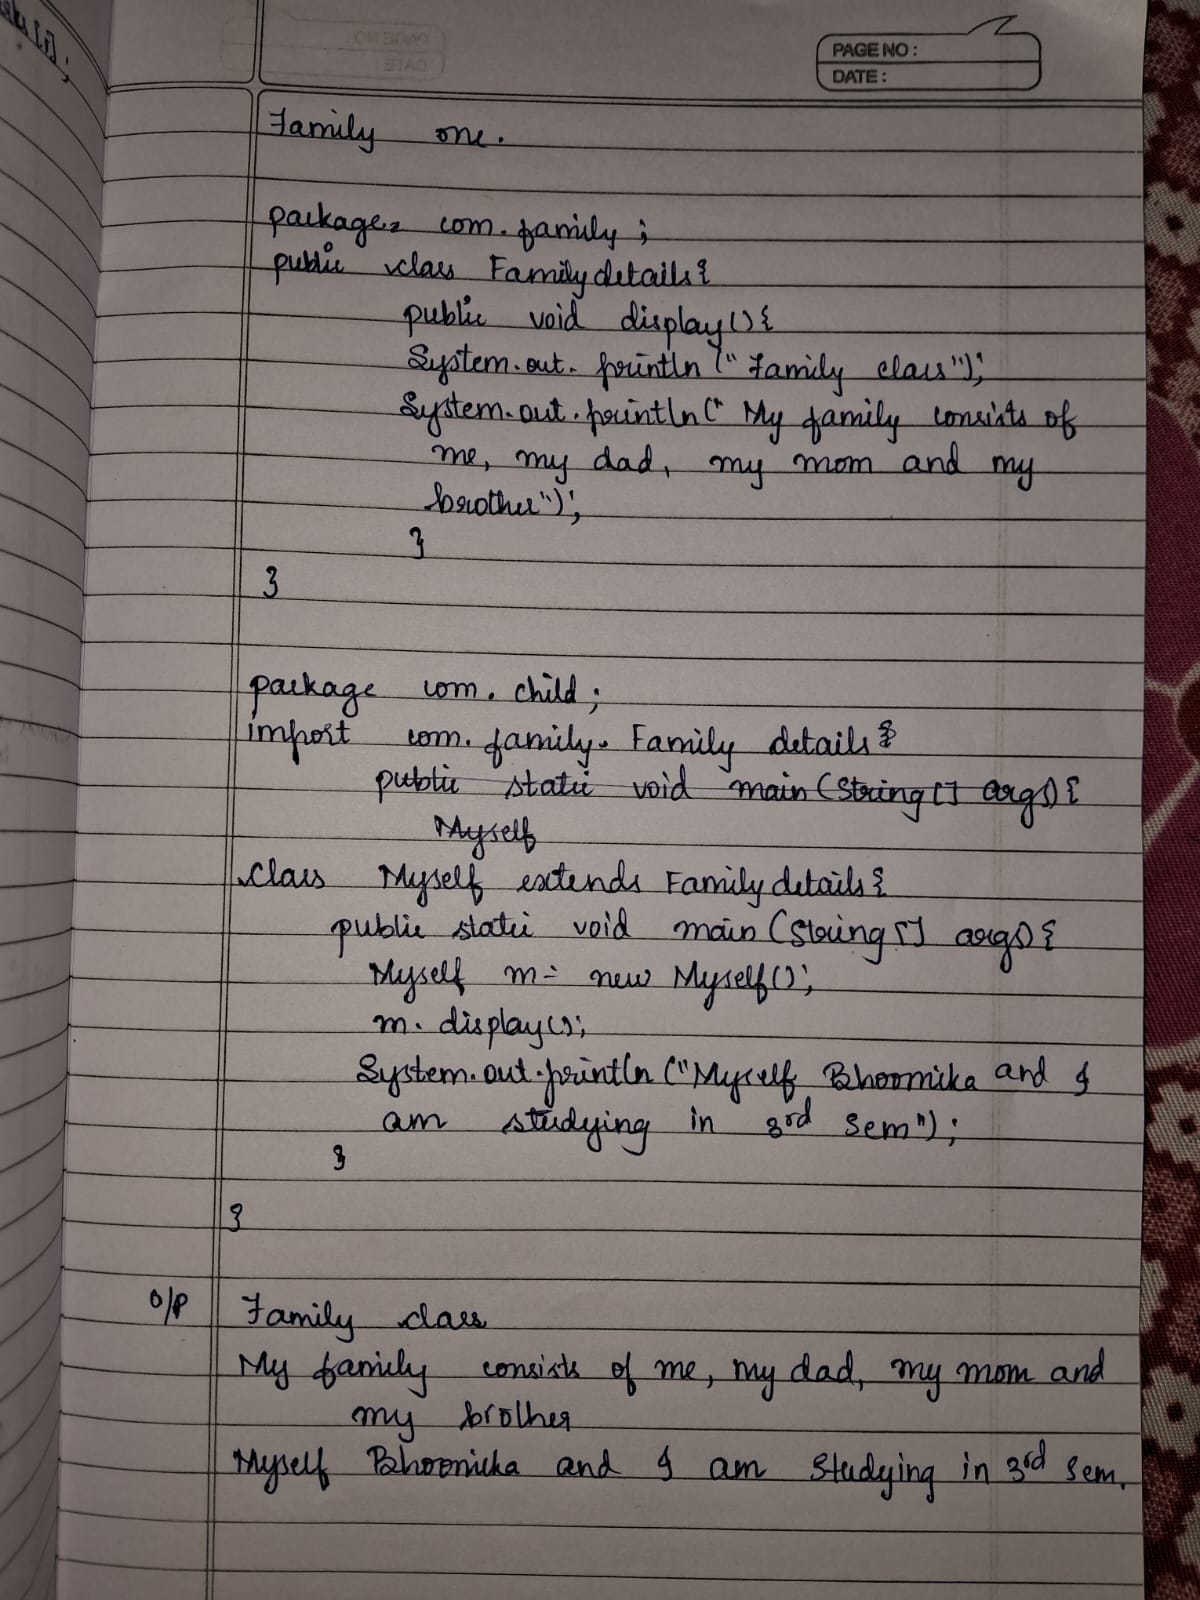 PAGE NO :
DATE :
Family one.
package com.family ;
public class Familydetails{
public void display(){
System.out.println ("Family class");
System.out.println(" My family consists of
me, my dad, my mom and my
brother");
}
}
package com. child ;
import com. family. Family details
public static void main (String[] args){
Myself
class Myself extends Familydetails{
public static void main (String[] args){
Myself m = new Myself();
m. display();
System.out.println ("Myself Bhoomika and I
am studying in 3rd sem");
}
}
O/P Family class
My family consists of me, my dad, my mom and
my brother
Myself Bhoomika and I am studying in 3rd sem.